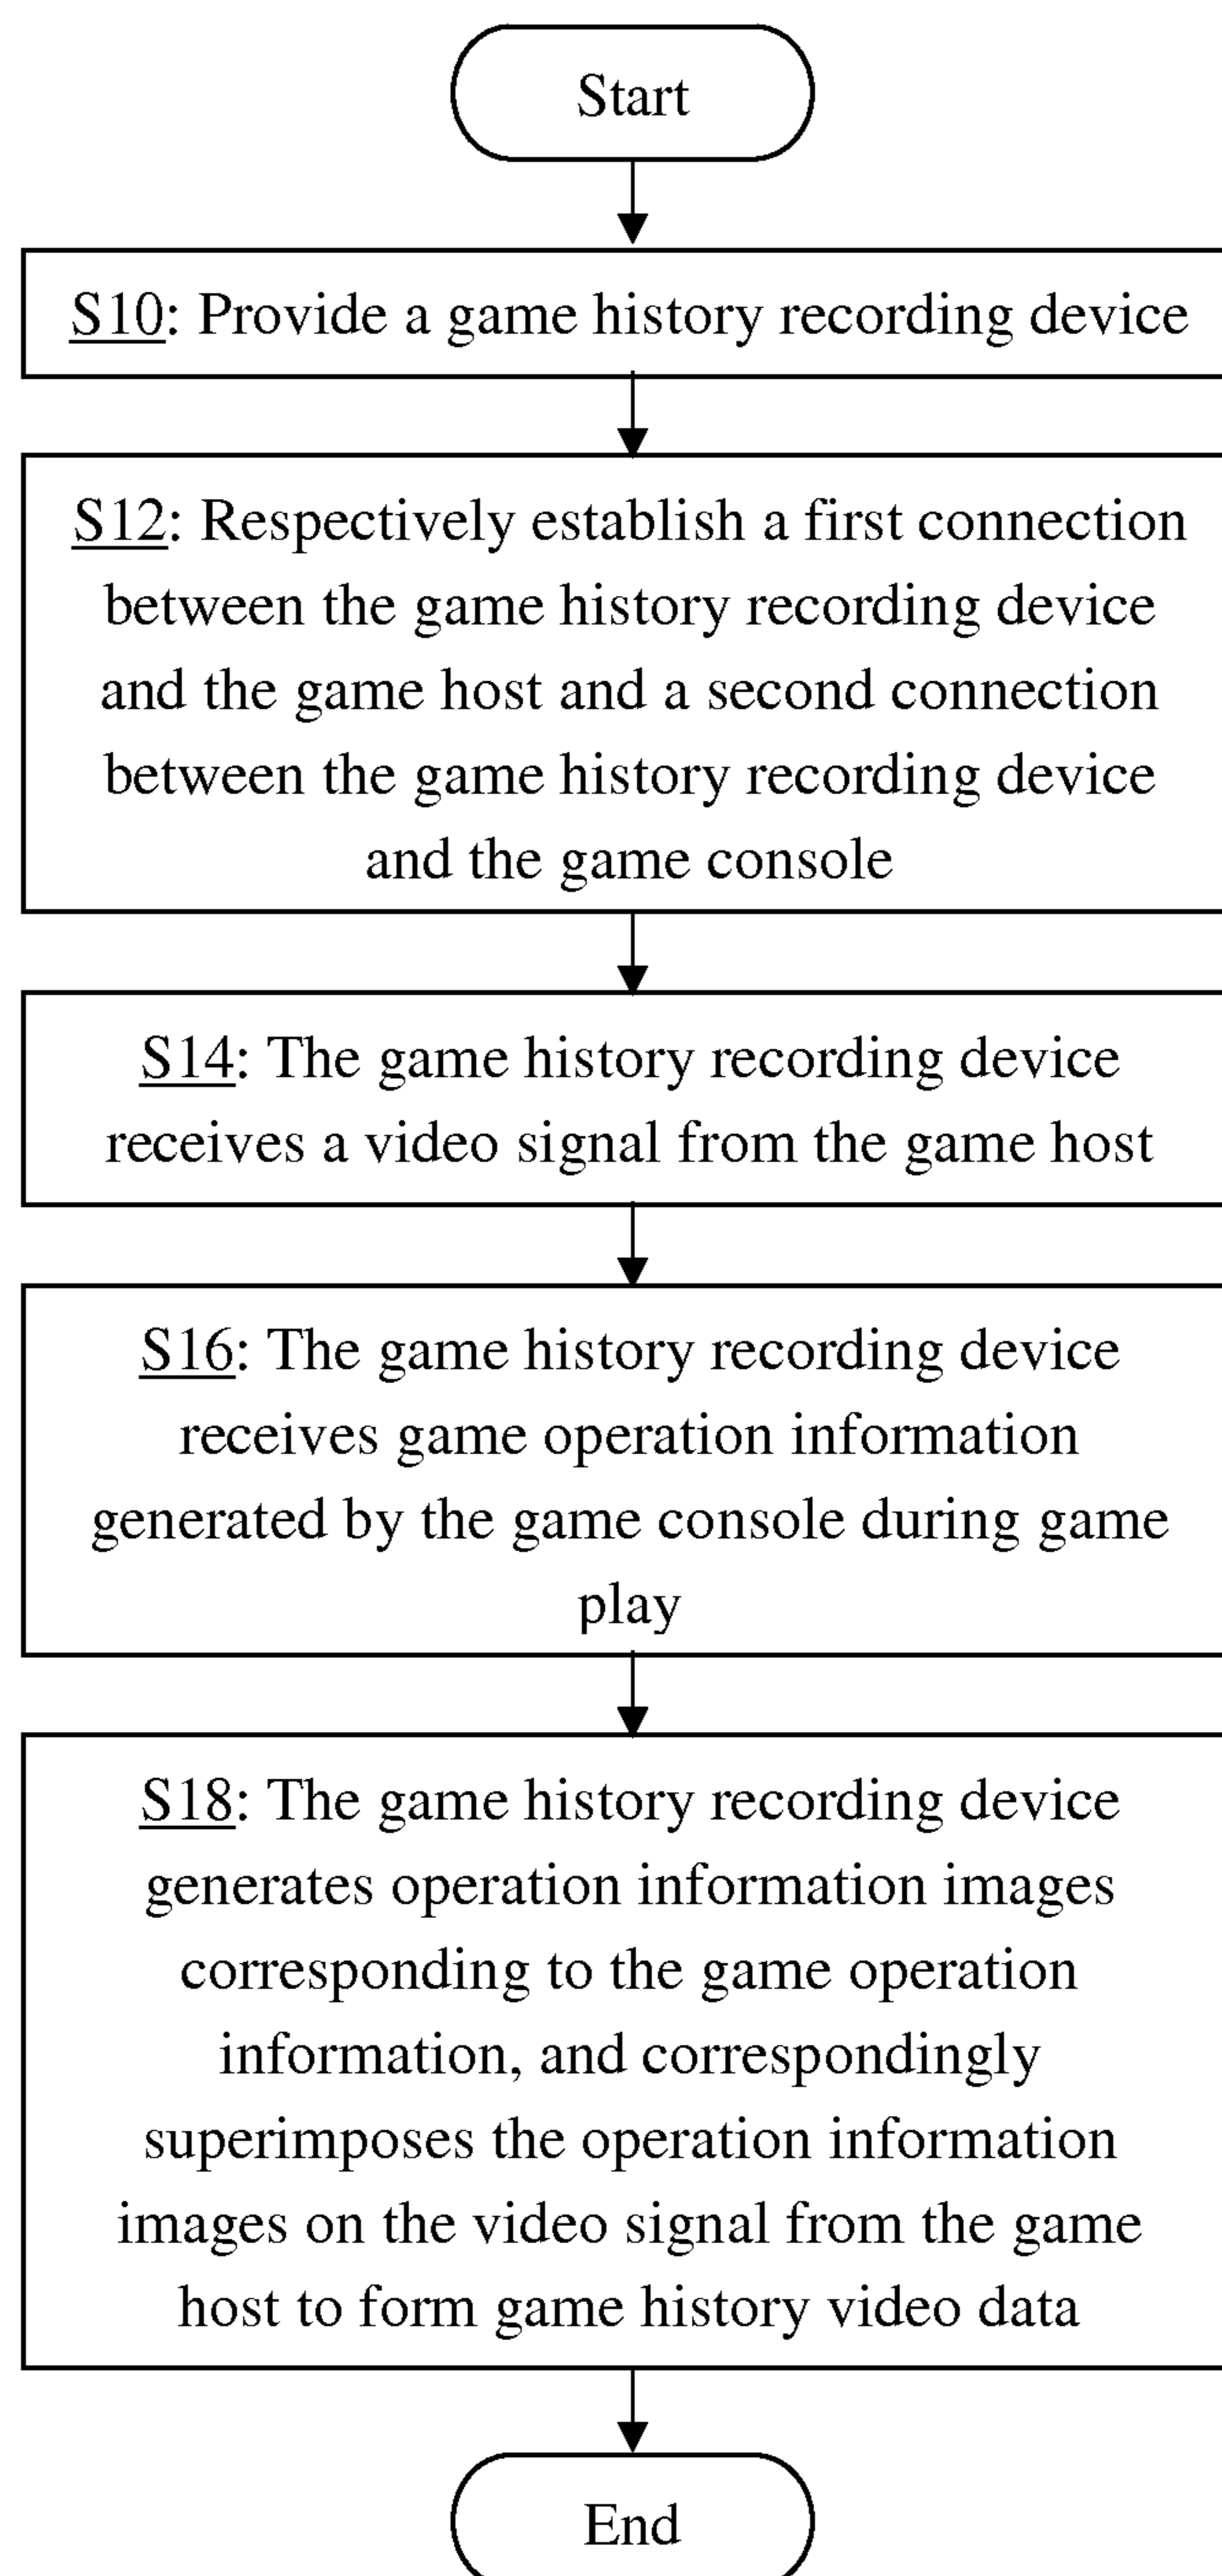 Start
S10: Provide a game history recording device
S12: Respectively establish a first connection
between the game history recording device
and the game host and a second connection
between the game history recording device
and the game console
S14: The game history recording device
receives a video signal from the game host
S16: The game history recording device
receives game operation information
generated by the game console during game
play
S18: The game history recording device
generates operation information images
corresponding to the game operation
information, and correspondingly
superimposes the operation information
images on the video signal from the game
host to form game history video data
End